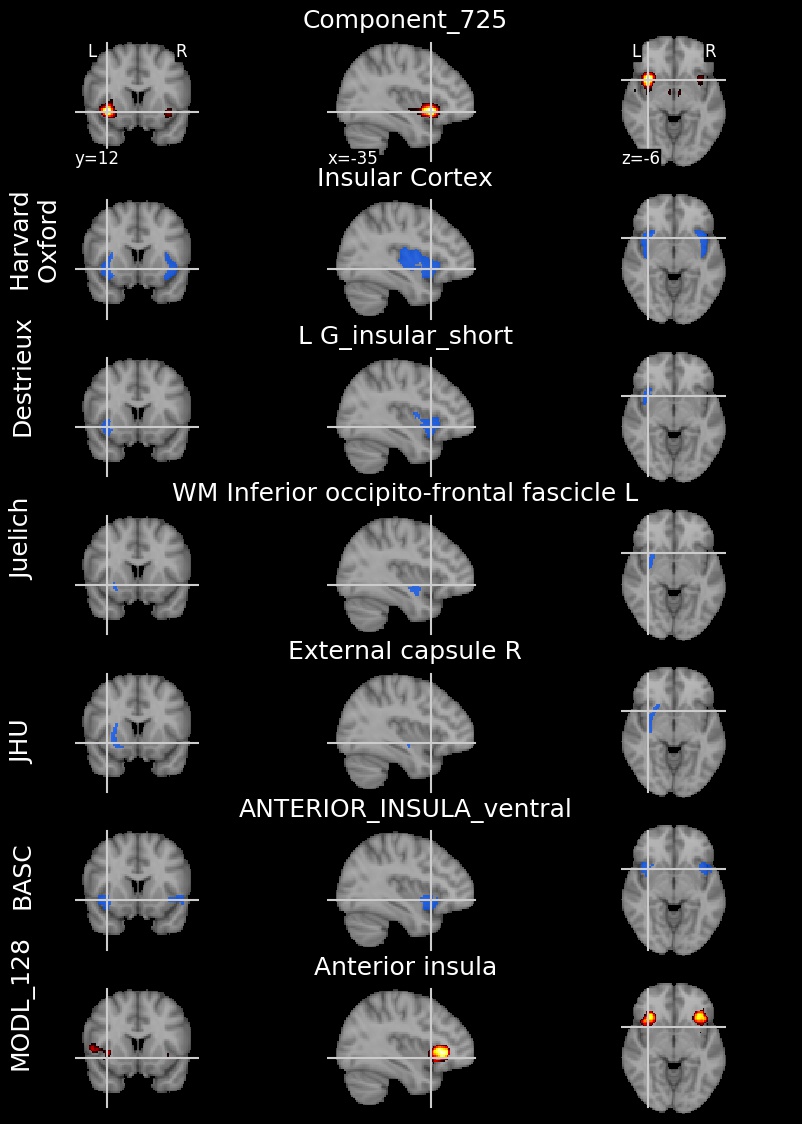 Component_725
L R
L R
y=12
x=-35
z=-6
Harvard
Oxford
Insular Cortex
Destrieux
L G_insular_short
Juelich
WM Inferior occipito-frontal fascicle L
JHU
External capsule R
BASC
ANTERIOR_INSULA_ventral
MODL_128
Anterior insula